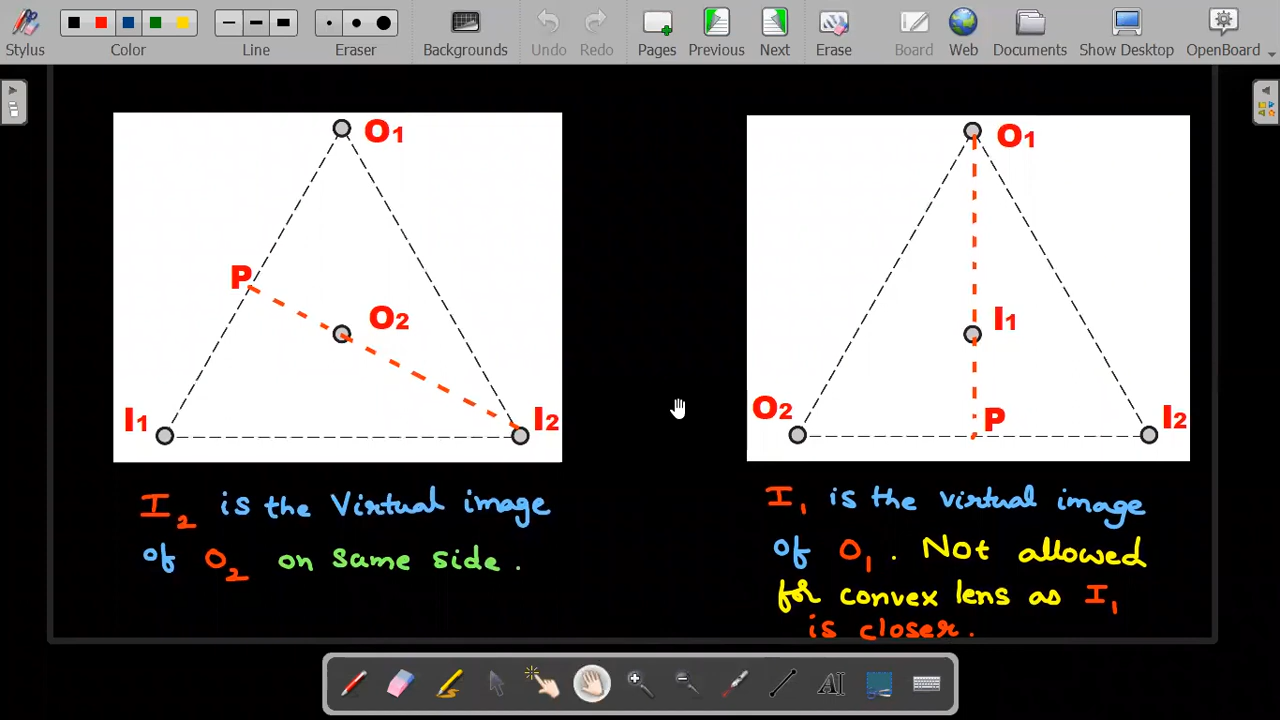 Stylus
Color
Line
Eraser
Backgrounds
Undo
Redo
Pages
Previous
Next
Erase
Board
Web
Documents
Show Desktop
OpenBoard
O1
P
O2
I1
I2
I2 is the Virtual image
of O2 on same side.
O1
I1
O2
P
I2
I1 is the virtual image
of O1. Not allowed
for convex lens as I1
is closer.
AI